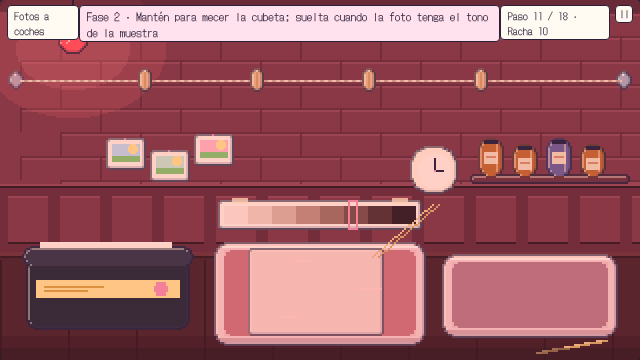 Fotos a
coches
Fase 2 · Mantén para mecer la cubeta; suelta cuando la foto tenga el tono
de la muestra
Paso 11 / 18 ·
Racha 10